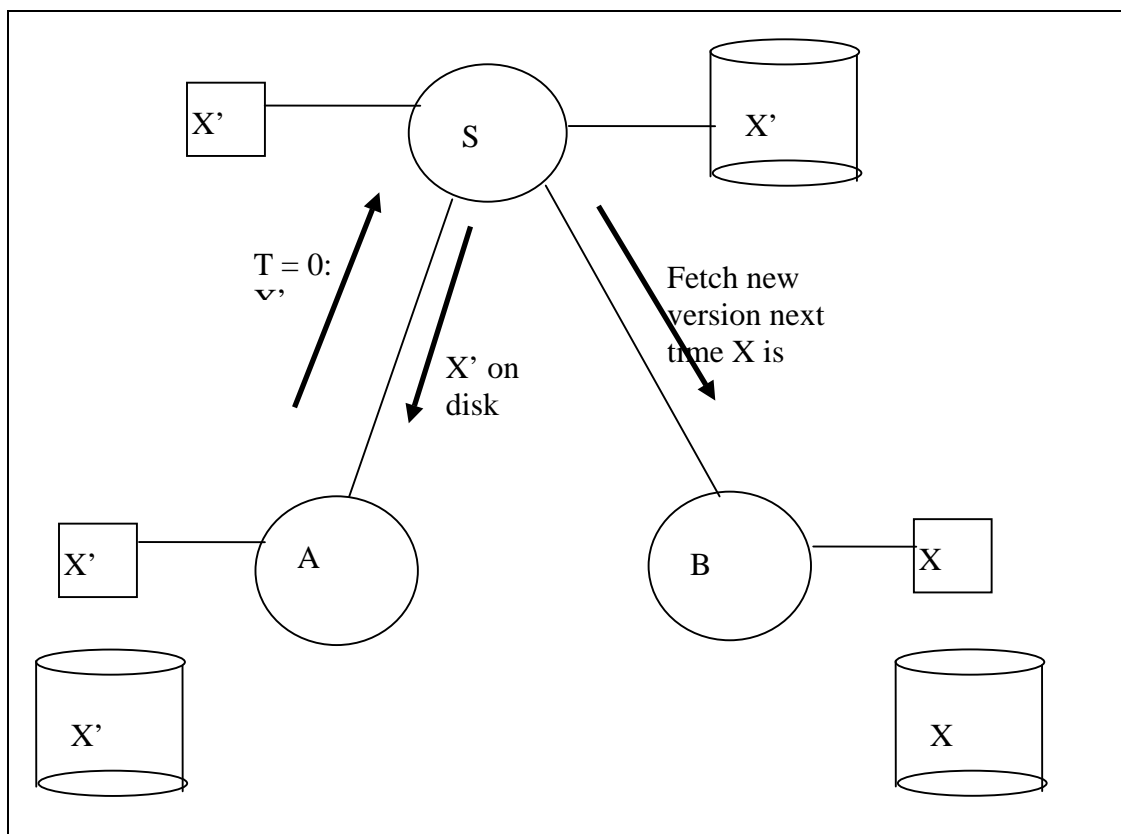 X’
S
X’
T = 0:
Fetch new
version next
time X is
X’ on
disk
X’
A
B
X
X’
X